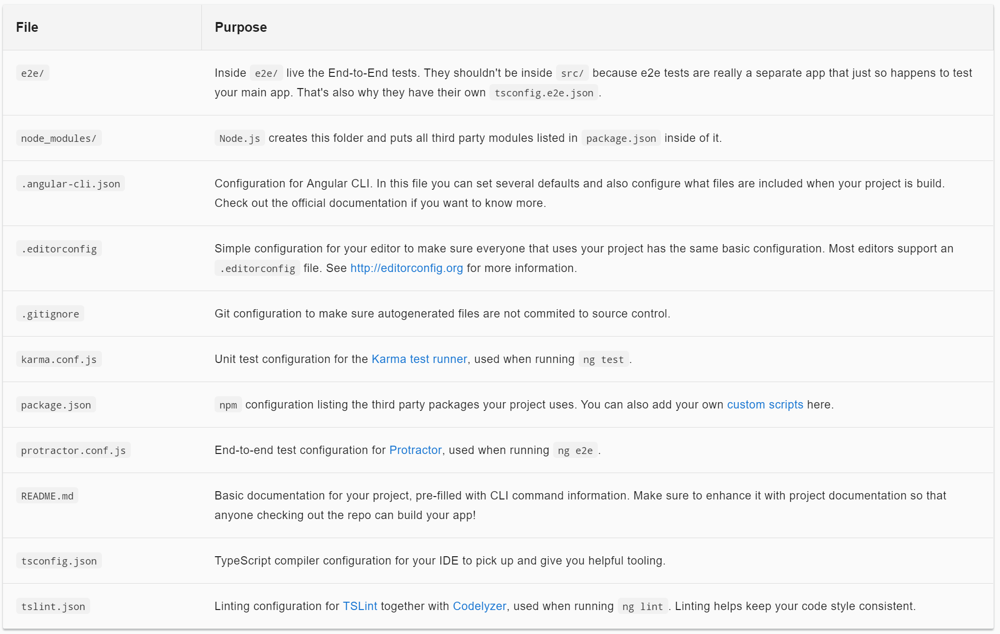 File Purpose
e2e/ Inside e2e/ live the End-to-End tests. They shouldn't be inside src/ because e2e tests are really a separate app that just so happens to test
your main app. That's also why they have their own tsconfig.e2e.json.
node_modules/ Node.js creates this folder and puts all third party modules listed in package.json inside of it.
.angular-cli.json Configuration for Angular CLI. In this file you can set several defaults and also configure what files are included when your project is build.
Check out the official documentation if you want to know more.
.editorconfig Simple configuration for your editor to make sure everyone that uses your project has the same basic configuration. Most editors support an
.editorconfig file. See http://editorconfig.org for more information.
.gitignore Git configuration to make sure autogenerated files are not commited to source control.
karma.conf.js Unit test configuration for the Karma test runner, used when running ng test.
package.json npm configuration listing the third party packages your project uses. You can also add your own custom scripts here.
protractor.conf.js End-to-end test configuration for Protractor, used when running ng e2e.
README.md Basic documentation for your project, pre-filled with CLI command information. Make sure to enhance it with project documentation so that
anyone checking out the repo can build your app!
tsconfig.json TypeScript compiler configuration for your IDE to pick up and give you helpful tooling.
tslint.json Linting configuration for TSLint together with Codelyzer, used when running ng lint. Linting helps keep your code style consistent.